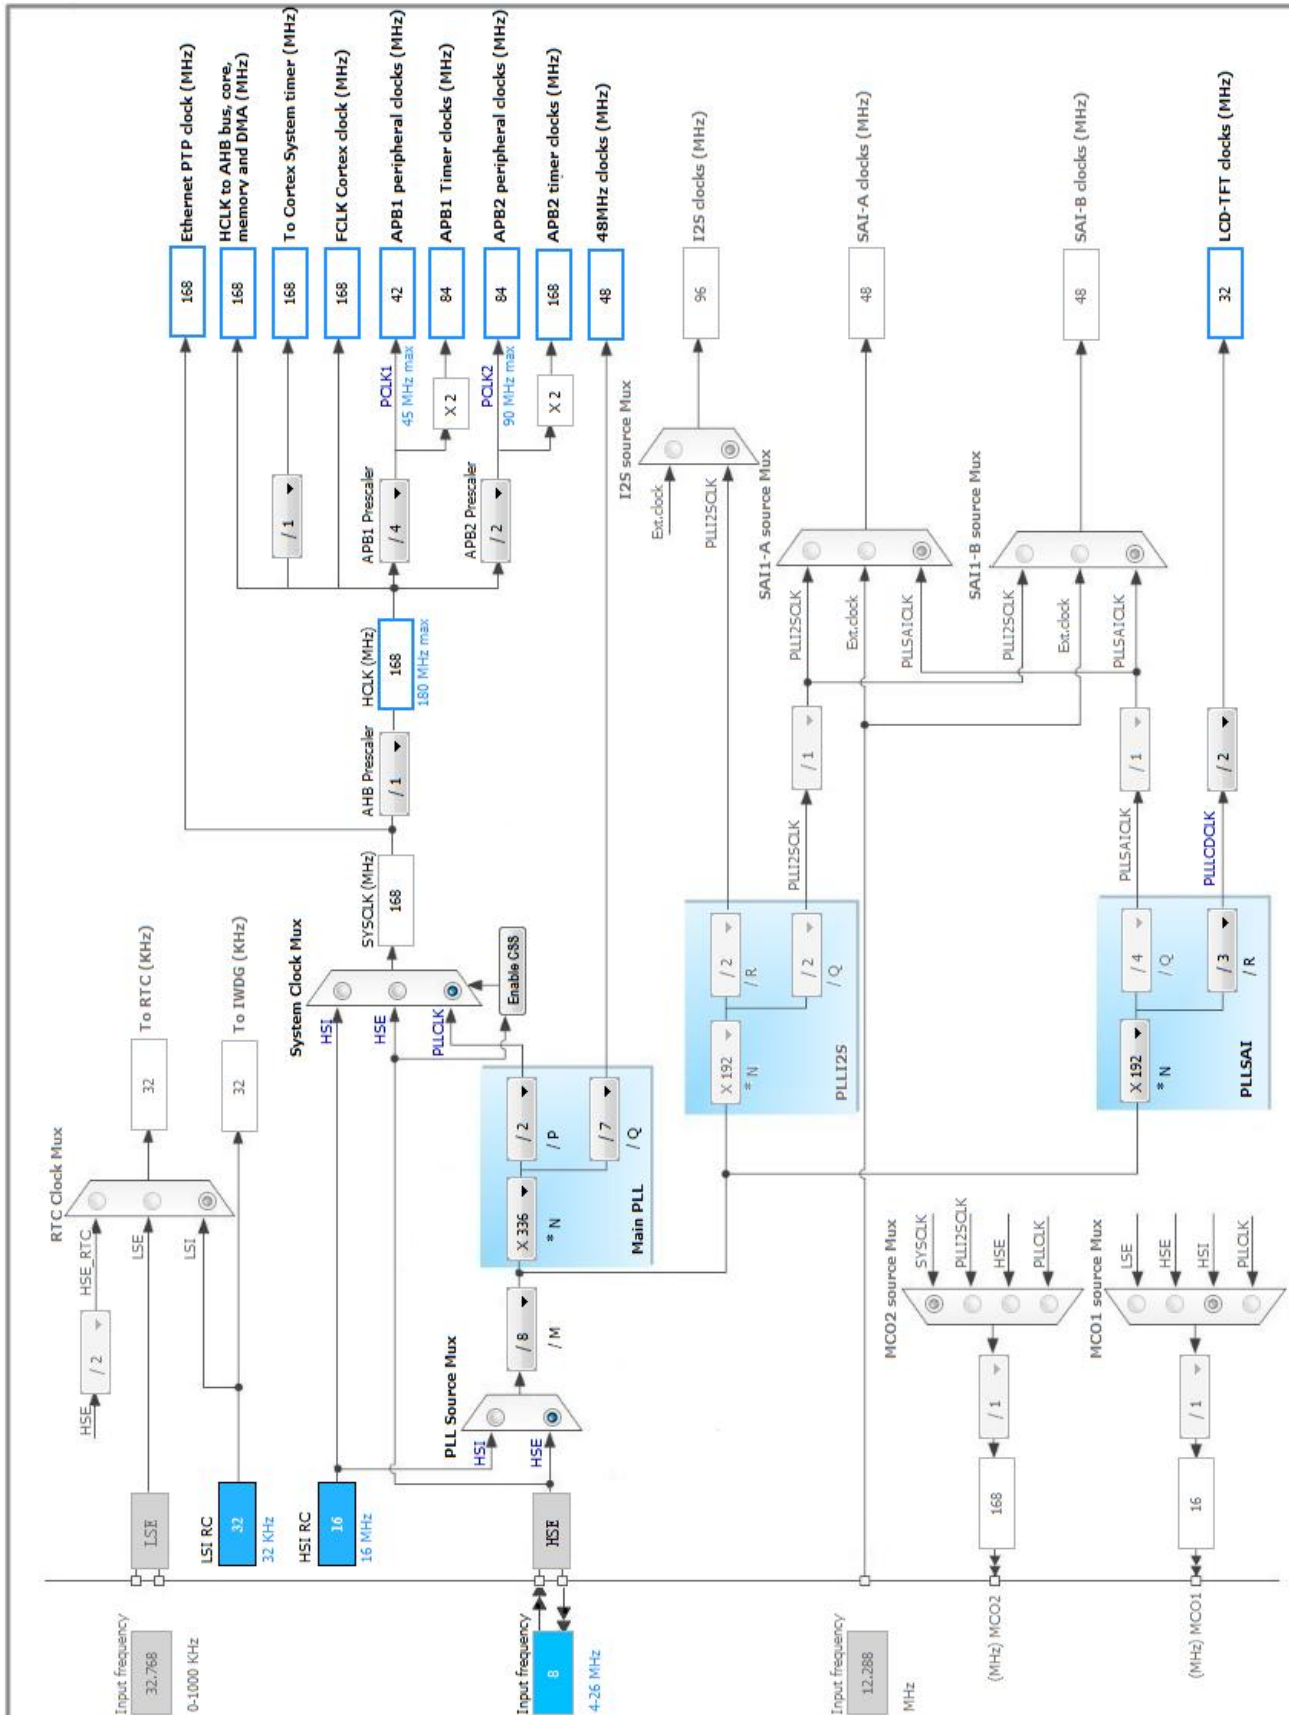 Input frequency
32.768
0-1000 KHz
LSE
LSI RC
32
32 KHz
HSI RC
16
16 MHz
Input frequency
8
4-26 MHz
HSE
Input frequency
12.288
MHz
HSE
/ 2
HSE_RTC
LSE
LSI
RTC Clock Mux
32
To RTC (KHz)
32
To IWDG (KHz)
PLL Source Mux
HSI
HSE
/ 8
/ M
X 336
* N
/ 2
/ P
/ 7
/ Q
Main PLL
System Clock Mux
HSI
HSE
PLLCLK
Enable CSS
SYSCLK (MHz)
168
AHB Prescaler
/ 1
HCLK (MHz)
168
180 MHz max
/ 1
APB1 Prescaler
/ 4
PCLK1
45 MHz max
X 2
APB2 Prescaler
/ 2
PCLK2
90 MHz max
X 2
168
Ethernet PTP clock (MHz)
168
HCLK to AHB bus, core,
memory and DMA (MHz)
168
To Cortex System timer (MHz)
168
FCLK Cortex clock (MHz)
42
APB1 peripheral clocks (MHz)
84
APB1 Timer clocks (MHz)
84
APB2 peripheral clocks (MHz)
168
APB2 timer clocks (MHz)
48
48MHz clocks (MHz)
X 192
* N
/ 2
/ R
/ 2
/ Q
PLLI2S
PLLI2SCLK
/ 1
I2S source Mux
Ext.clock
PLLI2SCLK
96
I2S clocks (MHz)
SAI1-A source Mux
PLLI2SCLK
Ext.clock
PLLSAICLK
48
SAI-A clocks (MHz)
SAI1-B source Mux
PLLI2SCLK
Ext.clock
PLLSAICLK
48
SAI-B clocks (MHz)
X 192
* N
/ 4
/ Q
/ 3
/ R
PLLSAI
PLLSAICLK
/ 1
PLLLCDCLK
/ 2
32
LCD-TFT clocks (MHz)
MCO2 source Mux
SYSCLK
PLLI2SCLK
HSE
PLLCLK
/ 1
168
(MHz) MCO2
MCO1 source Mux
LSE
HSE
HSI
PLLCLK
/ 1
16
(MHz) MCO1